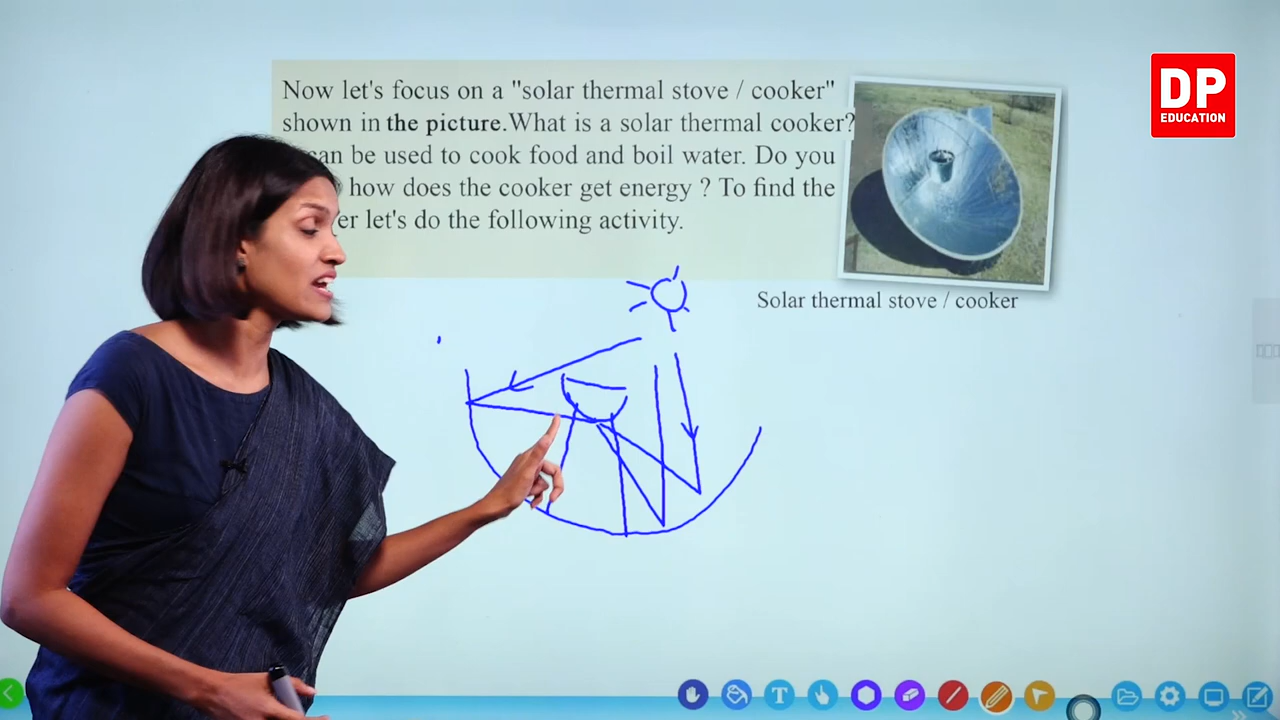 Now let's focus on a "solar thermal stove / cooker"
shown in the picture.What is a solar thermal cooker?
can be used to cook food and boil water. Do you
how does the cooker get energy ? To find the
let's do the following activity.
Solar thermal stove / cooker
DP
EDUCATION